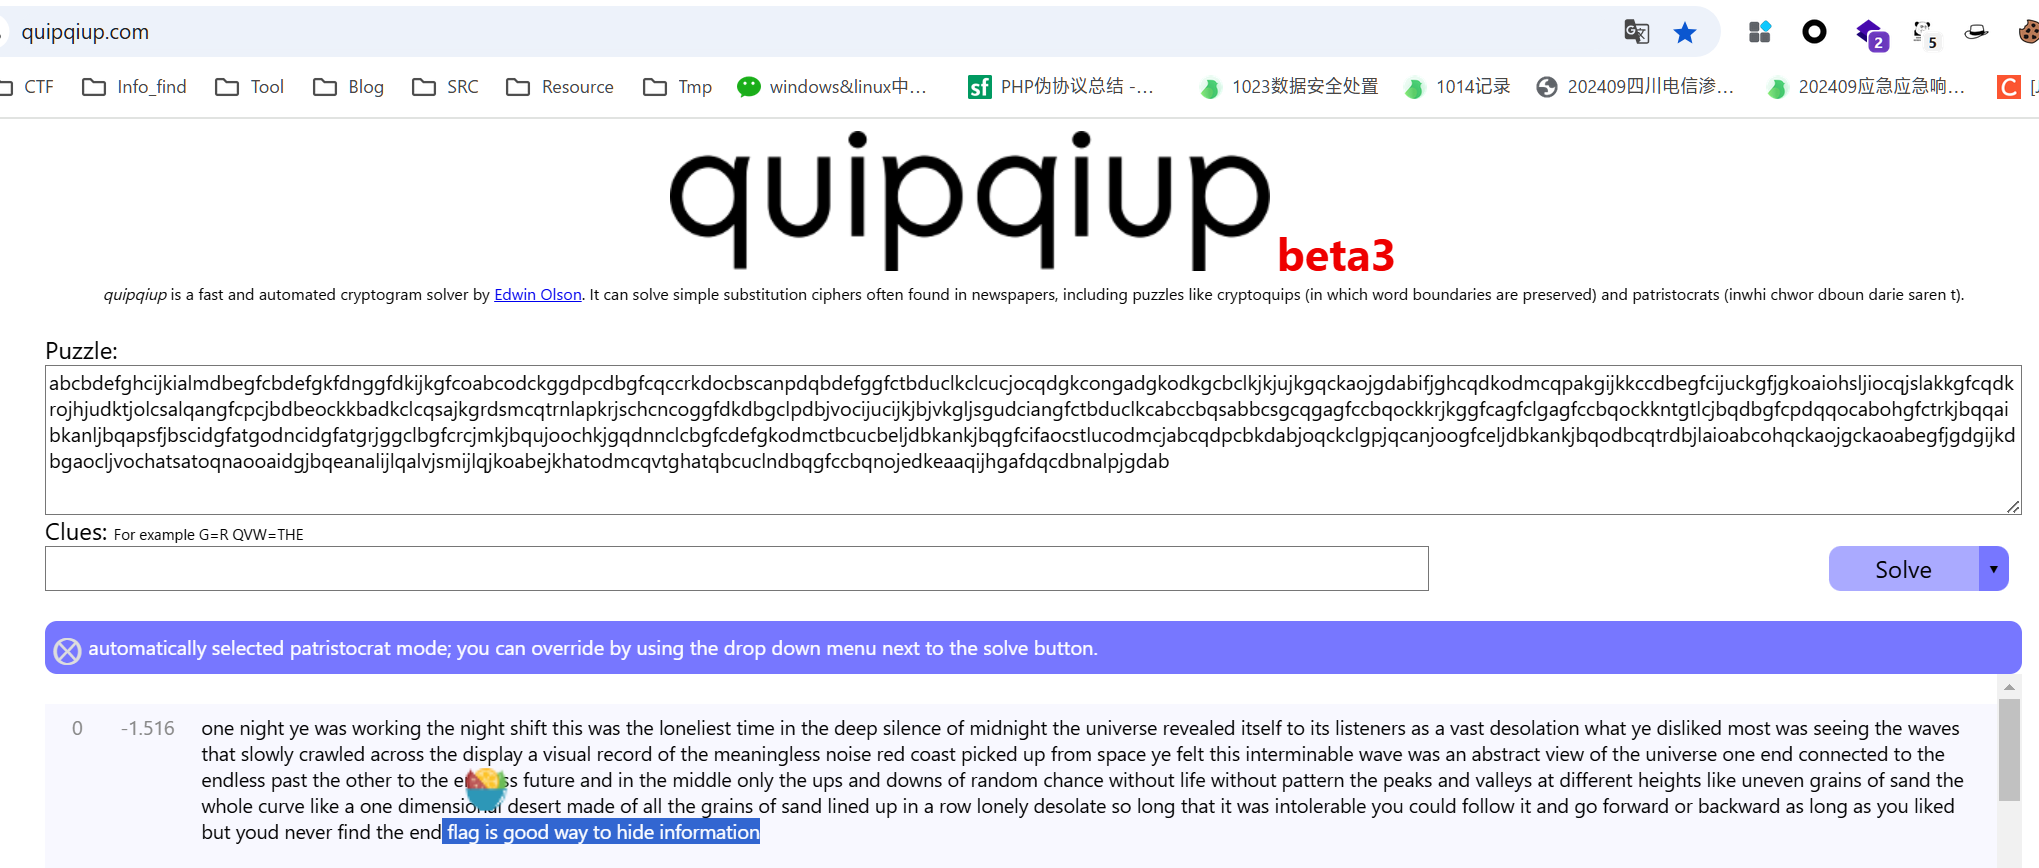 quipqiup.com
2
5
CTF Info_find Tool Blog SRC Resource Tmp windows&linux中... sf PHP伪协议总结 -... 1023数据安全处置 1014记录 202409四川电信渗... 202409应急应急响... C
quipqiup beta3
quipqiup is a fast and automated cryptogram solver by Edwin Olson. It can solve simple substitution ciphers often found in newspapers, including puzzles like cryptoquips (in which word boundaries are preserved) and patristocrats (inwhi chwor dboun darie saren t).
Puzzle:
abcbdefghcijkialmdbegfcbdefgkfdnggfdkijkgfcoabcodckggdpcdbgfcqccrkdocbscanpdqbdefggfctbduclkclcucjocqdgkcongadgkodkgcbclkjkjujkgqckaojgdabifjghcqdkodmcqpakgijkkccdbegfcijuckgfjgkoaiohsljiocqjslakkgfcqdk
rojhjudktjolcsalqangfcpcjbdbeockkbadkclcqsajkgrdsmcqtrnlapkrjschcncoggfdkdbgclpdbjvocijucijkjbjvkgljsgudciangfctbduclkcabccbqsabbcsgcqgagfccbqockkrjkggfcagfclgagfccbqockkntgtlcjbqdbgfcpdqqocabohgfctrkjbqqai
bkanljbqapsfjbscidgfatgodncidgfatgrjggclbgfcrcjmkjbqujoochkjgqdnnclcbgfcdefgkodmctbcucbeljdbkankjbqgfcifaocstlucodmcjabcqdpcbkdabjoqckclgpjqcanjoogfceljdbkankjbqodbcqtrdbjlaioabcohqckaojgckaoabegfjgdgijkd
bgaocljvochatsatoqnaooaidgjbqeanalijlqalvjsmijlqjkoabejkhatodmcqvtghatqbcuclndbqgfccbqnojedkeaaqijhgafdqcdbnalpjgdab
Clues: For example G=R QVW=THE
Solve ▼
automatically selected patristocrat mode; you can override by using the drop down menu next to the solve button.
0 -1.516 one night ye was working the night shift this was the loneliest time in the deep silence of midnight the universe revealed itself to its listeners as a vast desolation what ye disliked most was seeing the waves
that slowly crawled across the display a visual record of the meaningless noise red coast picked up from space ye felt this interminable wave was an abstract view of the universe one end connected to the
endless past the other to the ss future and in the middle only the ups and downs of random chance without life without pattern the peaks and valleys at different heights like uneven grains of sand the
whole curve like a one dimensional desert made of all the grains of sand lined up in a row lonely desolate so long that it was intolerable you could follow it and go forward or backward as long as you liked
but youd never find the end flag is good way to hide information